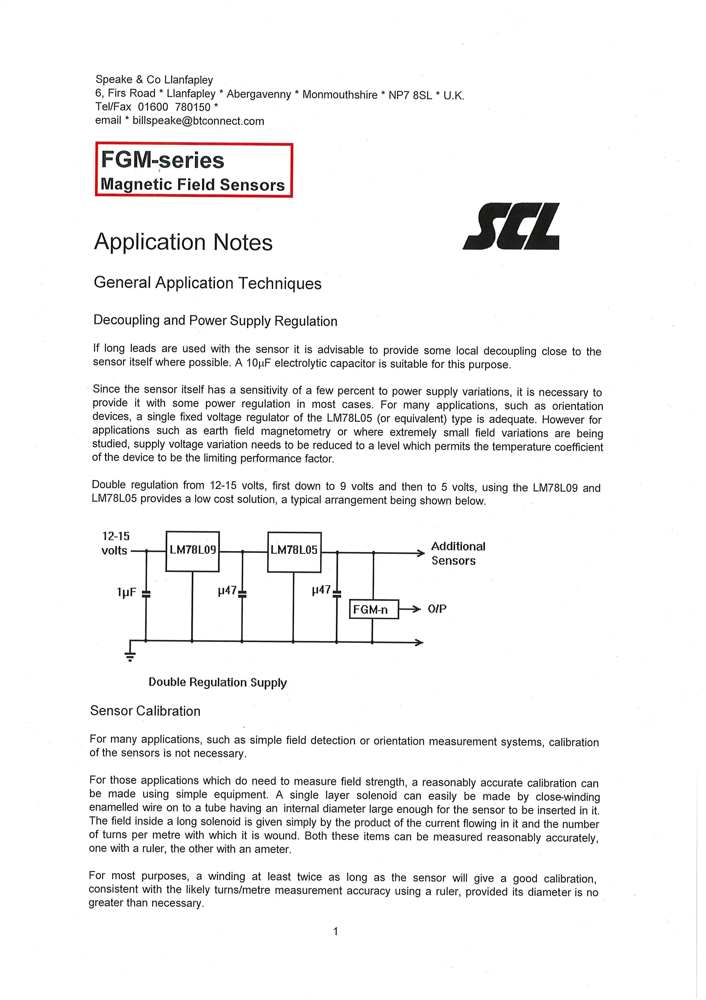 Speake & Co Llanfapley
6, Firs Road * Llanfapley * Abergavenny * Monmouthshire * NP7 8SL * U.K.
Tel/Fax 01600 780150 *
email * billspeake@btconnect.com
FGM-series
Magnetic Field Sensors
SCL
Application Notes
General Application Techniques
Decoupling and Power Supply Regulation
If long leads are used with the sensor it is advisable to provide some local decoupling close to the
sensor itself where possible. A 10µF electrolytic capacitor is suitable for this purpose.
Since the sensor itself has a sensitivity of a few percent to power supply variations, it is necessary to
provide it with some power regulation in most cases. For many applications, such as orientation
devices, a single fixed voltage regulator of the LM78L05 (or equivalent) type is adequate. However for
applications such as earth field magnetometry or where extremely small field variations are being
studied, supply voltage variation needs to be reduced to a level which permits the temperature coefficient
of the device to be the limiting performance factor.
Double regulation from 12-15 volts, first down to 9 volts and then to 5 volts, using the LM78L09 and
LM78L05 provides a low cost solution, a typical arrangement being shown below.
12-15
volts
LM78L09
LM78L05
Additional
Sensors
1µF
µ47
µ47
FGM-n
O/P
Double Regulation Supply
Sensor Calibration
For many applications, such as simple field detection or orientation measurement systems, calibration
of the sensors is not necessary.
For those applications which do need to measure field strength, a reasonably accurate calibration can
be made using simple equipment. A single layer solenoid can easily be made by close-winding
enamelled wire on to a tube having an internal diameter large enough for the sensor to be inserted in it.
The field inside a long solenoid is given simply by the product of the current flowing in it and the number
of turns per metre with which it is wound. Both these items can be measured reasonably accurately,
one with a ruler, the other with an ameter.
For most purposes, a winding at least twice as long as the sensor will give a good calibration,
consistent with the likely turns/metre measurement accuracy using a ruler, provided its diameter is no
greater than necessary.
1